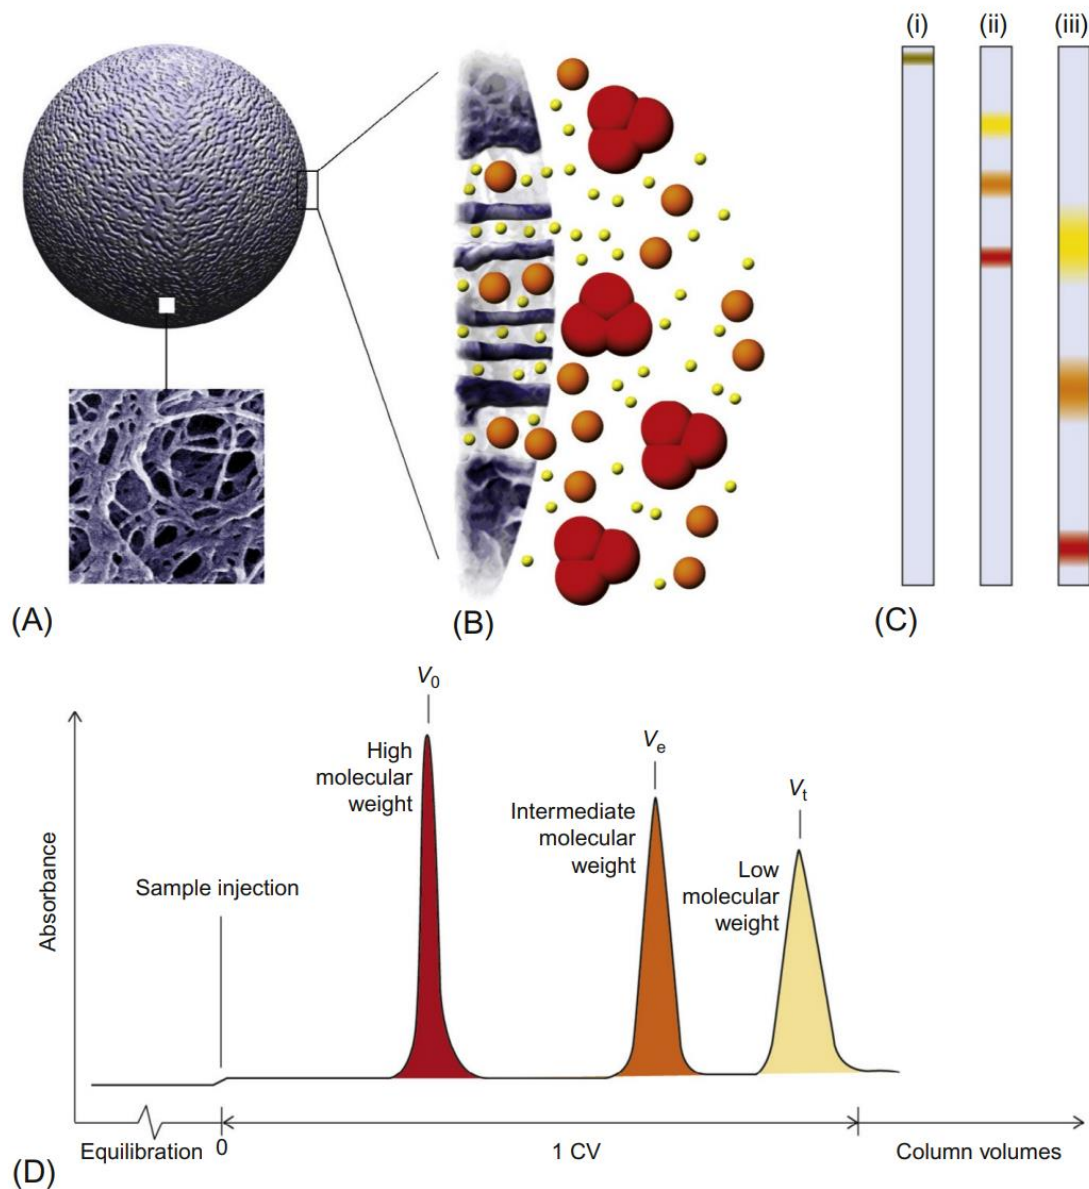 (i)
(ii)
(iii)
(A)
(B)
(C)
V0
High
molecular
weight
Ve
Intermediate
molecular
weight
Vt
Low
molecular
weight
Sample injection
Absorbance
Equilibration
0
1 CV
Column volumes
(D)